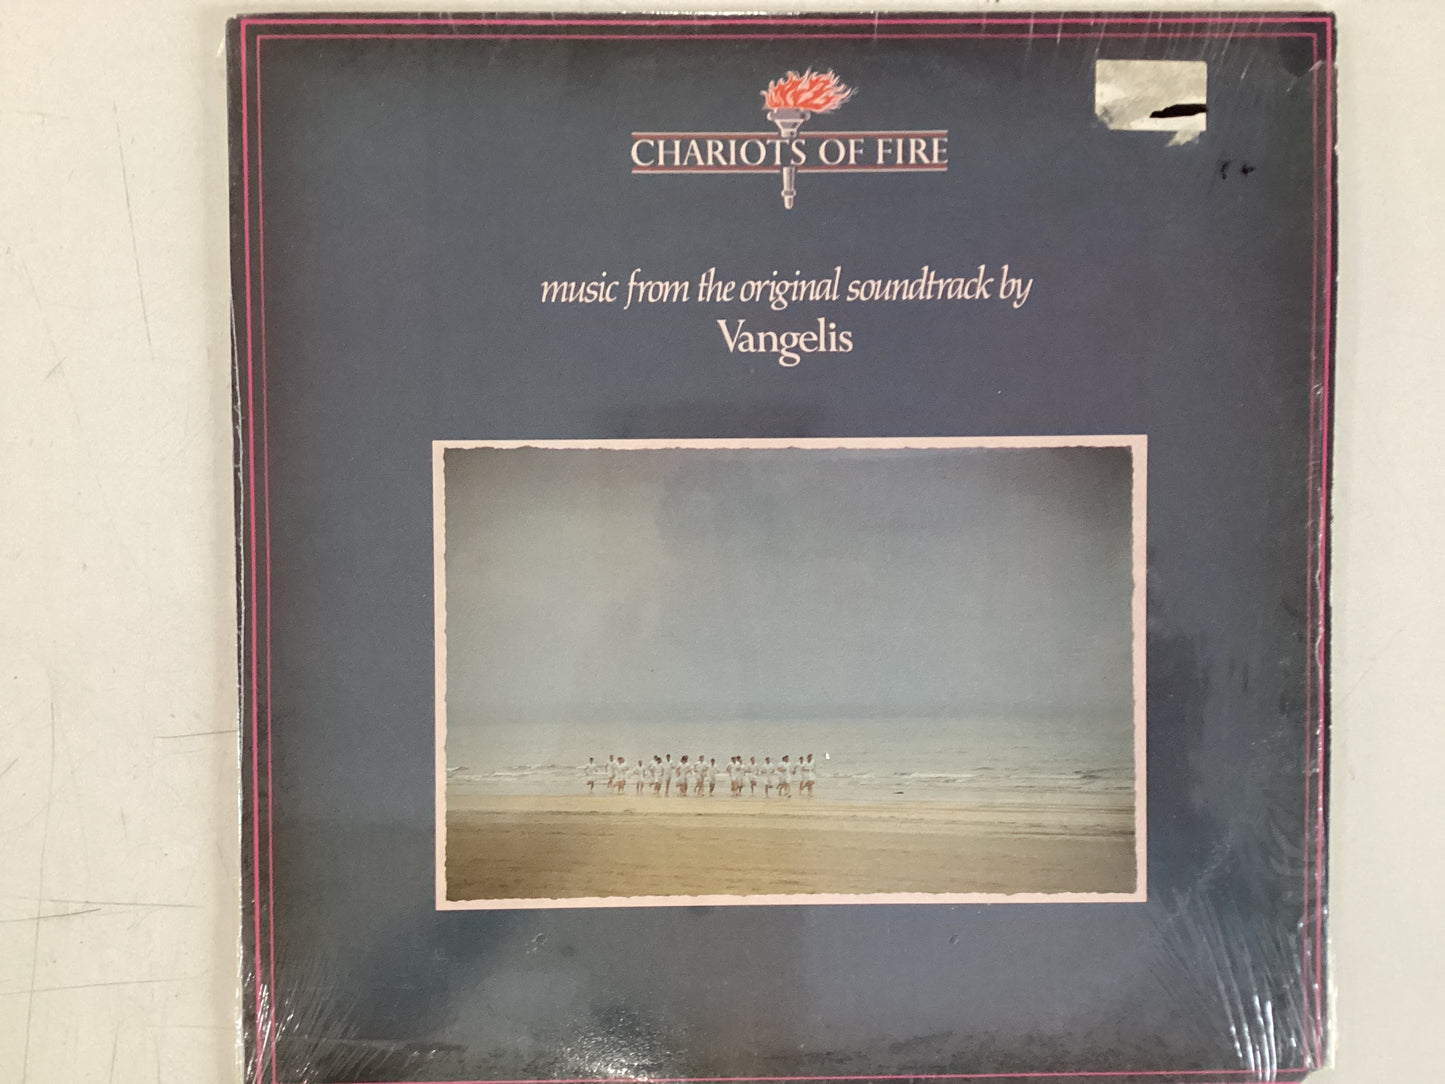 CHARIOTS OF FIRE
music from the original soundtrack by
Vangelis